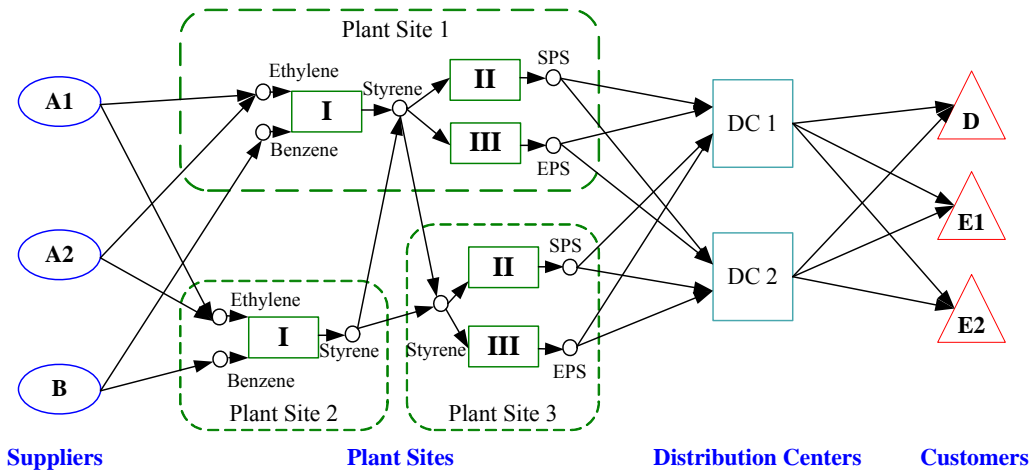 Plant Site 1
A1
Ethylene
I
Benzene
Styrene
II
SPS
III
EPS
A2
B
Ethylene
I
Benzene
Styrene
Plant Site 2
Styrene
II
SPS
III
EPS
Plant Site 3
DC 1
DC 2
D
E1
E2
Suppliers
Plant Sites
Distribution Centers
Customers